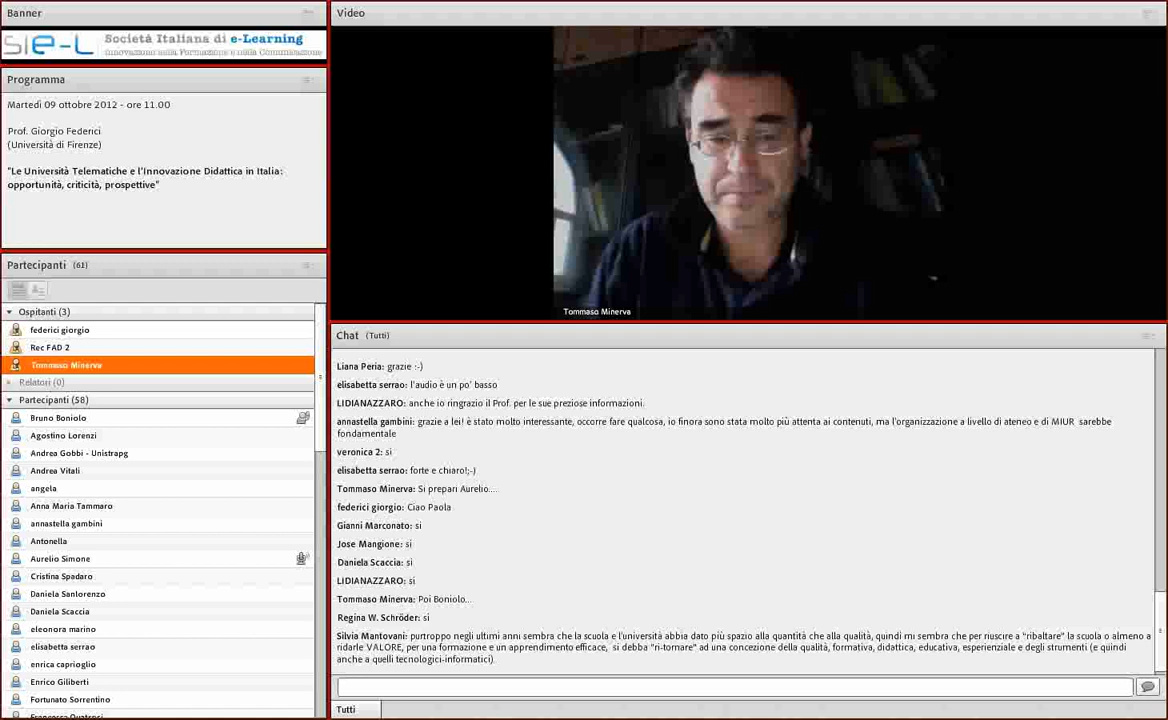 Banner
sie-L Società Italiana di e-Learning
Innovazione nella Formazione e nella Comunicazione
Programma
Martedì 09 ottobre 2012 - ore 11.00
Prof. Giorgio Federici
(Università di Firenze)
"Le Università Telematiche e l'Innovazione Didattica in Italia:
opportunità, criticità, prospettive"
Partecipanti (61)
Ospitanti (3)
federici giorgio
Rec FAD 2
Tommaso Minerva
Relatori (0)
Partecipanti (58)
Bruno Boniolo
Agostino Lorenzi
Andrea Gobbi - Unistrapg
Andrea Vitali
angela
Anna Maria Tammaro
annastella gambini
Antonella
Aurelio Simone
Cristina Spadaro
Daniela Santorenzo
Daniela Scaccia
eleonora marino
elisabetta serrao
enrica caprioglio
Enrico Giliberti
Fortunato Sorrentino
Video
Tommaso Minerva
Chat (Tutti)
Liana Peria: grazie :-)
elisabetta serrao: l'audio è un po' basso
LIDIANAZZARO: anche io ringrazio il Prof. per le sue preziose informazioni.
annastella gambini: grazie a lei! è stato molto interessante, occorre fare qualcosa, io finora sono stata molto più attenta ai contenuti, ma l'organizzazione a livello di ateneo e di MIUR sarebbe
fondamentale
veronica 2: si
elisabetta serrao: forte e chiaro!;-)
Tommaso Minerva: Si prepari Aurelio....
federici giorgio: Ciao Paola
Gianni Marconato: si
Jose Mangione: si
Daniela Scaccia: si
LIDIANAZZARO: si
Tommaso Minerva: Poi Boniolo...
Regina W. Schröder: si
Silvia Mantovani: purtroppo negli ultimi anni sembra che la scuola e l'università abbia dato più spazio alla quantità che alla qualità, quindi mi sembra che per riuscire a "ribaltare" la scuola o almeno a
ridarle VALORE, per una formazione e un apprendimento efficace, si debba "ri-tornare" ad una concezione della qualità, formativa, didattica, educativa, esperienziale e degli strumenti (e quindi
anche a quelli tecnologici-informatici).
Tutti